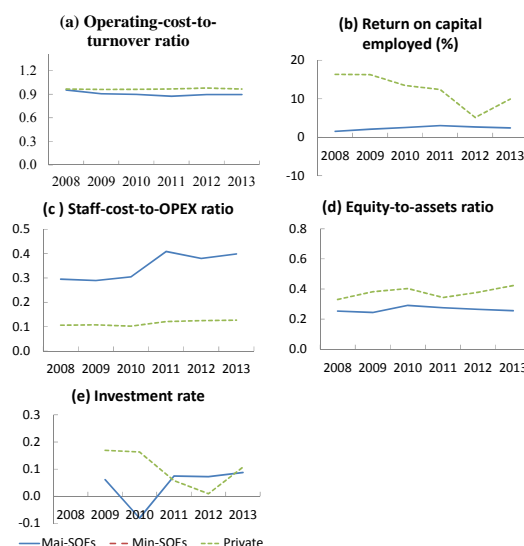 (a) Operating-cost-to-
turnover ratio
1.2
0.9
0.6
0.3
0.0
2008 2009 2010 2011 2012 2013
(b) Return on capital
employed (%)
20
10
0
-10
2008 2009 2010 2011 2012 2013
(c ) Staff-cost-to-OPEX ratio
0.5
0.4
0.3
0.2
0.1
0.0
2008 2009 2010 2011 2012 2013
(d) Equity-to-assets ratio
0.8
0.6
0.4
0.2
0.0
2008 2009 2010 2011 2012 2013
(e) Investment rate
0.3
0.2
0.1
0.0
-0.1
2008 2009 2010 2011 2012 2013
Maj-SOEs Min-SOEs Private